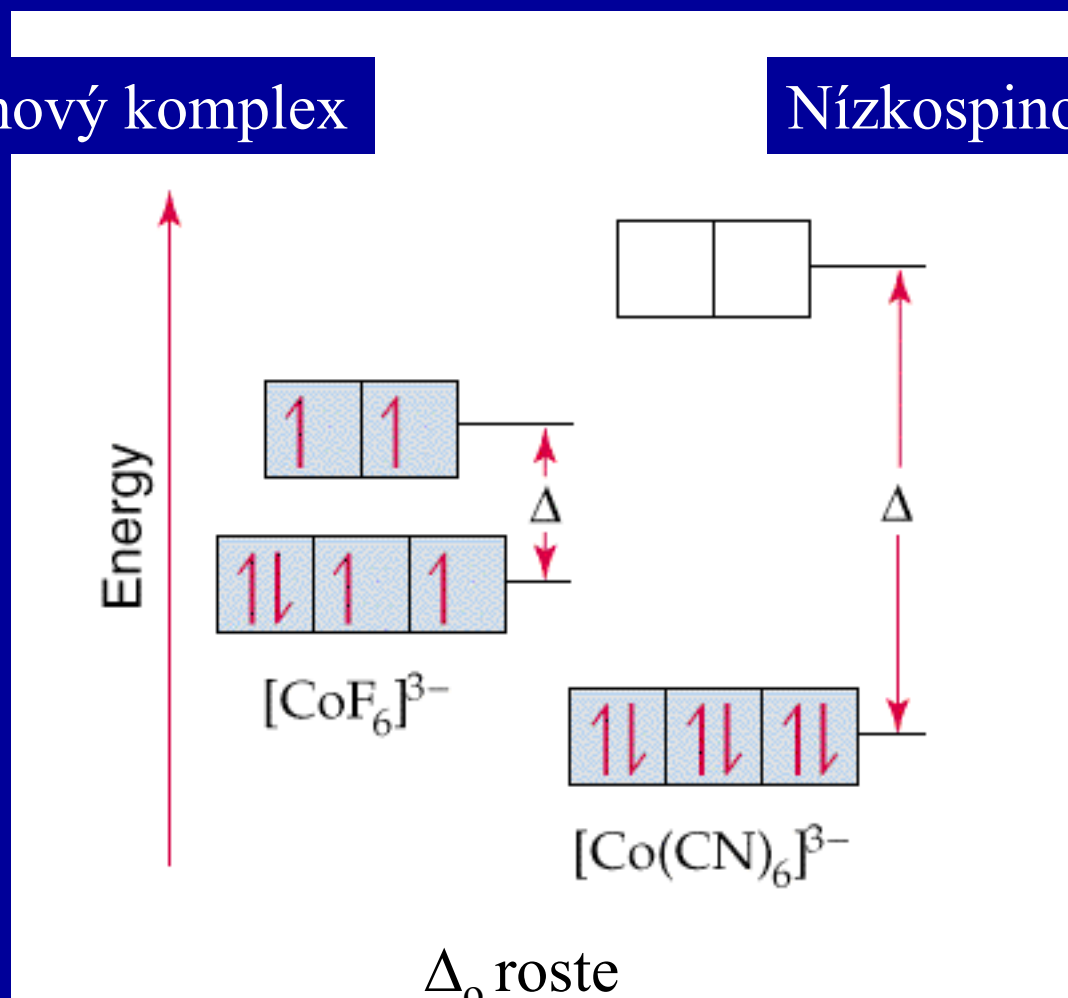 nový komplex
Nízkospino
Energy
Δ
Δ
[CoF₆]³⁻
[Co(CN)₆]³⁻
Δₒ roste